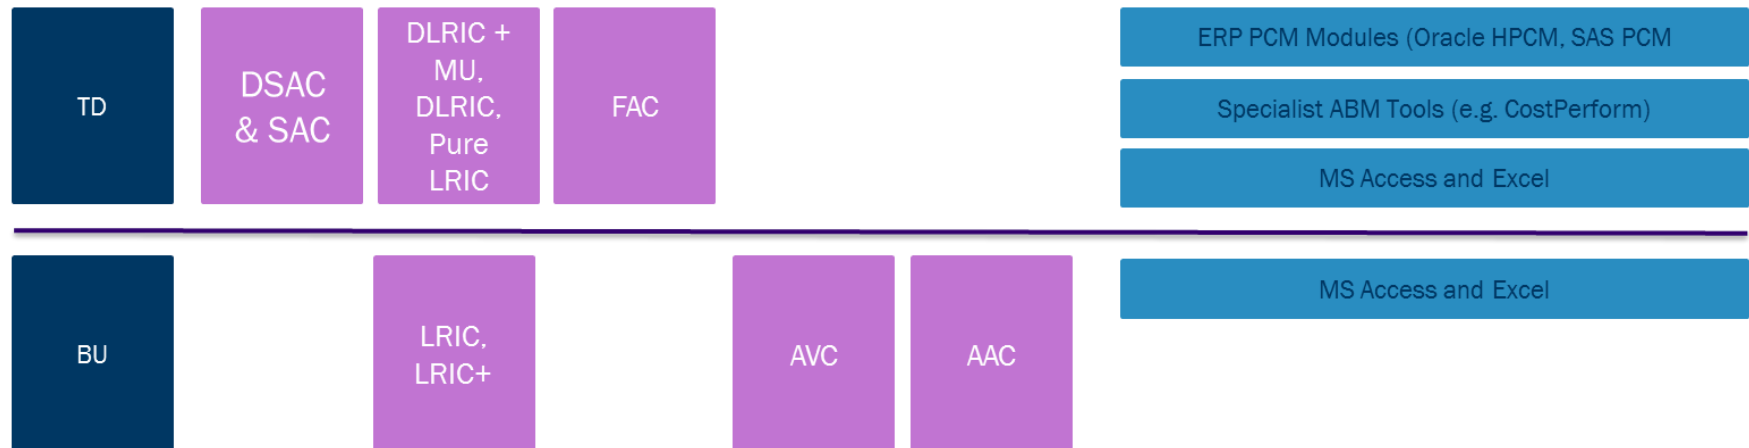 TD
DSAC
& SAC
DLRIC +
MU,
DLRIC,
Pure
LRIC
FAC
ERP PCM Modules (Oracle HPCM, SAS PCM
Specialist ABM Tools (e.g. CostPerform)
MS Access and Excel
BU
LRIC,
LRIC+
AVC
AAC
MS Access and Excel